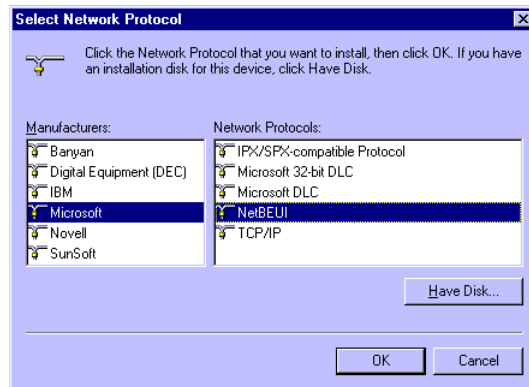 Select Network Protocol
Click the Network Protocol that you want to install, then click OK. If you have
an installation disk for this device, click Have Disk.
Manufacturers:
Banyan
Digital Equipment (DEC)
IBM
Microsoft
Novell
SunSoft
Network Protocols:
IPX/SPX-compatible Protocol
Microsoft 32-bit DLC
Microsoft DLC
NetBEUI
TCP/IP
Have Disk...
OK
Cancel